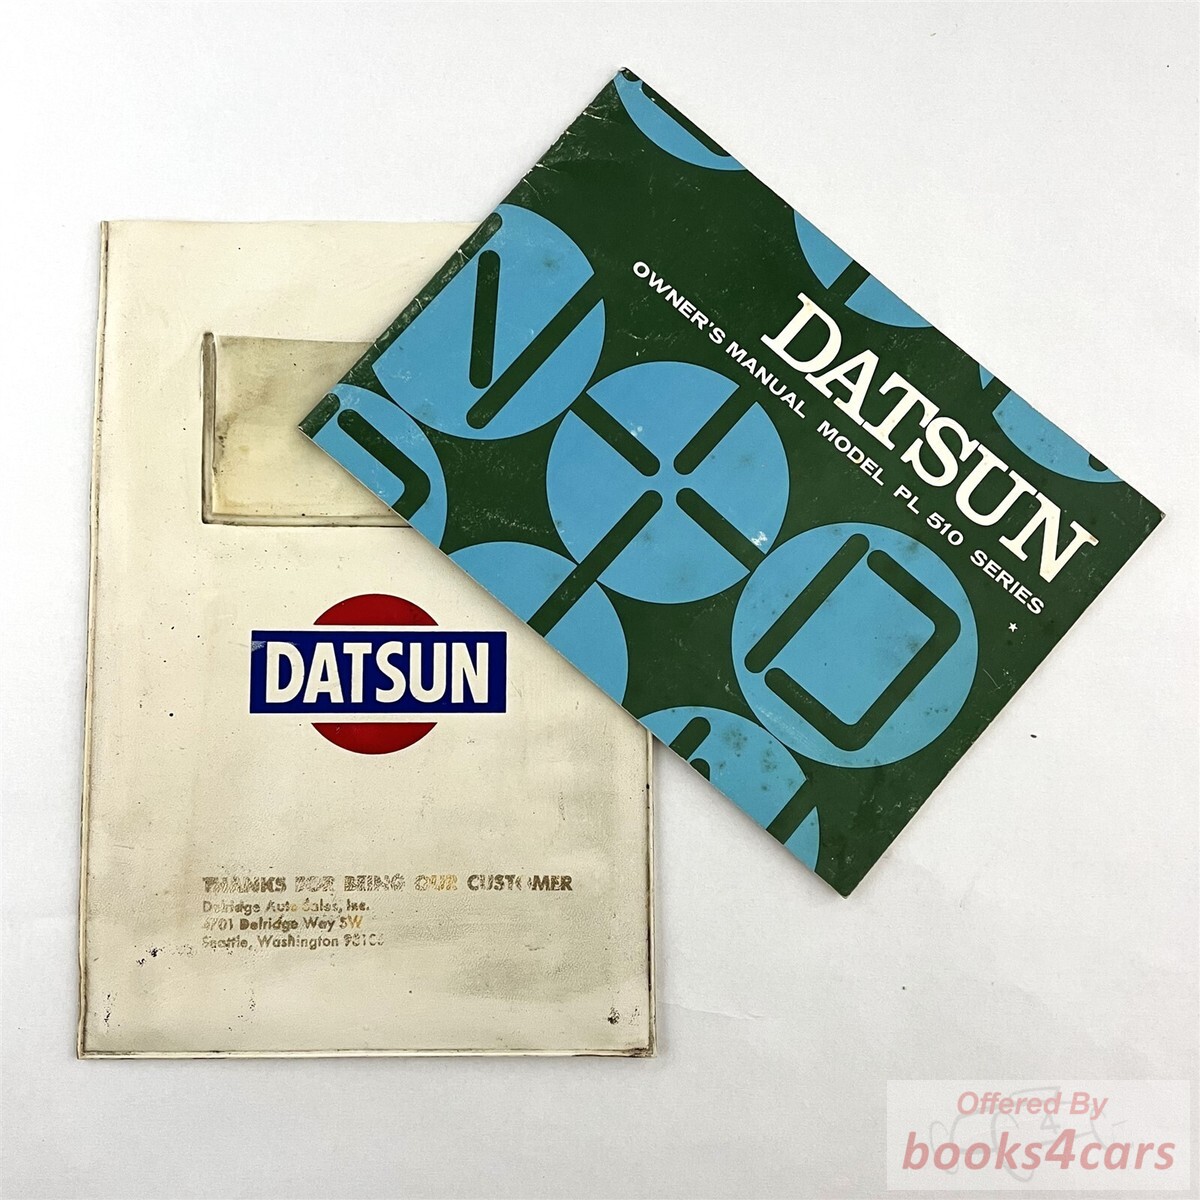 DATSUN
OWNER'S MANUAL MODEL PL 510 SERIES
DATSUN
THANKS FOR BEING OUR CUSTOMER
Delridge Auto Sales, Inc.
4701 Delridge Way SW
Seattle, Washington
Offered By
books4cars